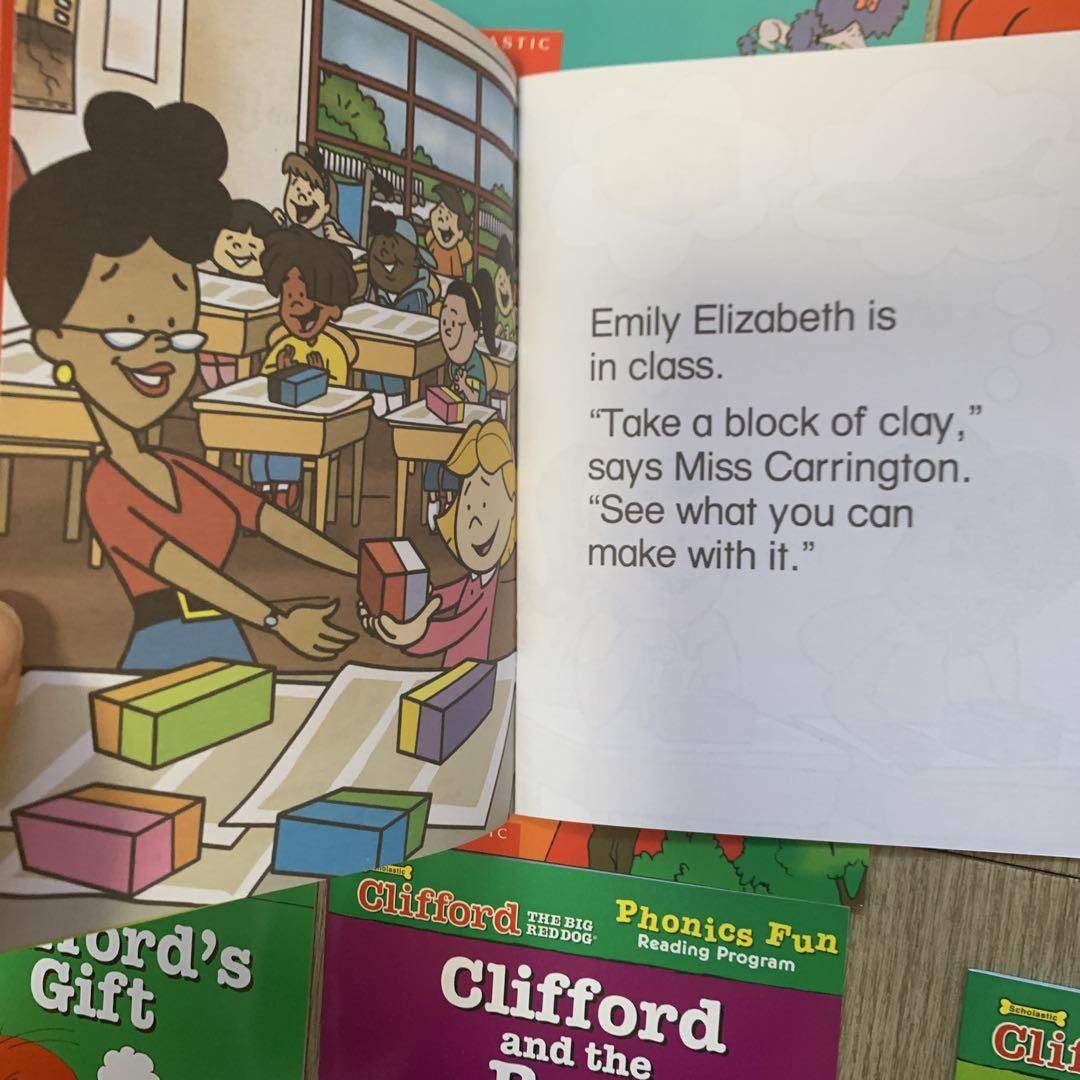 Emily Elizabeth is
in class.
“Take a block of clay,”
says Miss Carrington.
“See what you can
make with it.”
Scholastic
Clifford THE BIG
RED DOG
Phonics Fun
Reading Program
Clifford
and the
Gift
Scholastic